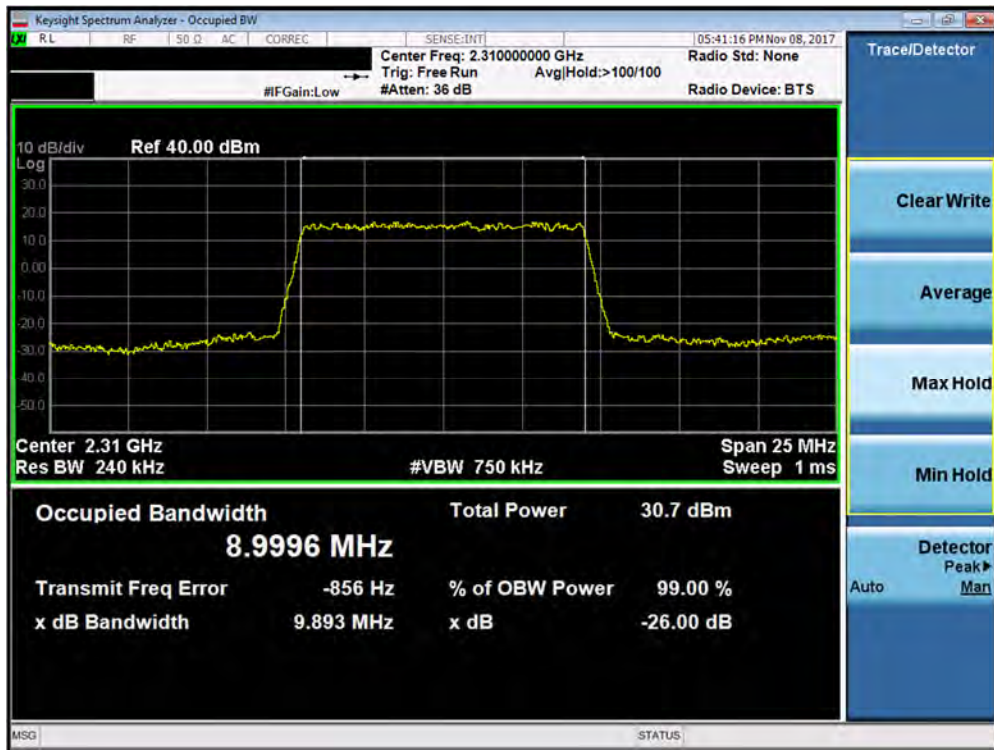 Keysight Spectrum Analyzer - Occupied BW
LXI RL RF 50 Ω AC CORREC SENSE:INT 05:41:16 PM Nov 08, 2017
Center Freq: 2.310000000 GHz Radio Std: None
Trig: Free Run Avg|Hold:>100/100
#IFGain:Low #Atten: 36 dB Radio Device: BTS
10 dB/div Ref 40.00 dBm
Log
30.0
20.0
10.0
0.00
-10.0
-20.0
-30.0
-40.0
-50.0
Center 2.31 GHz Span 25 MHz
Res BW 240 kHz #VBW 750 kHz Sweep 1 ms
Occupied Bandwidth Total Power 30.7 dBm
8.9996 MHz
Transmit Freq Error -856 Hz % of OBW Power 99.00 %
x dB Bandwidth 9.893 MHz x dB -26.00 dB
MSG STATUS
Trace/Detector
Clear Write
Average
Max Hold
Min Hold
Detector
Peak▶
Auto Man